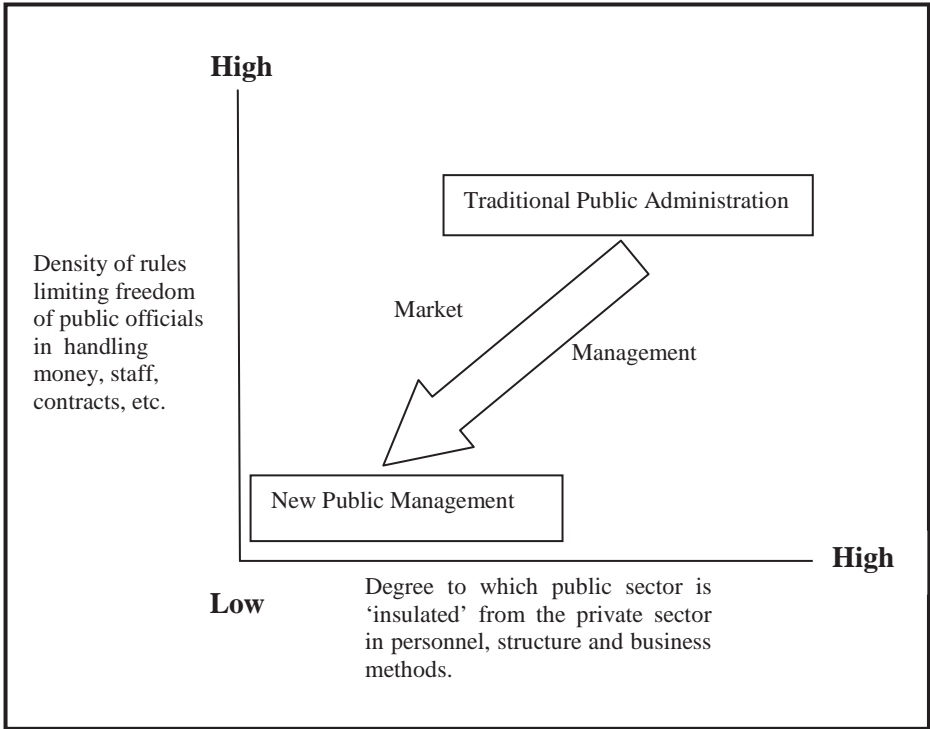 High
Traditional Public Administration
Density of rules
limiting freedom
of public officials
in handling
money, staff,
contracts, etc.
Market
Management
New Public Management
High
Low
Degree to which public sector is
‘insulated’ from the private sector
in personnel, structure and business
methods.